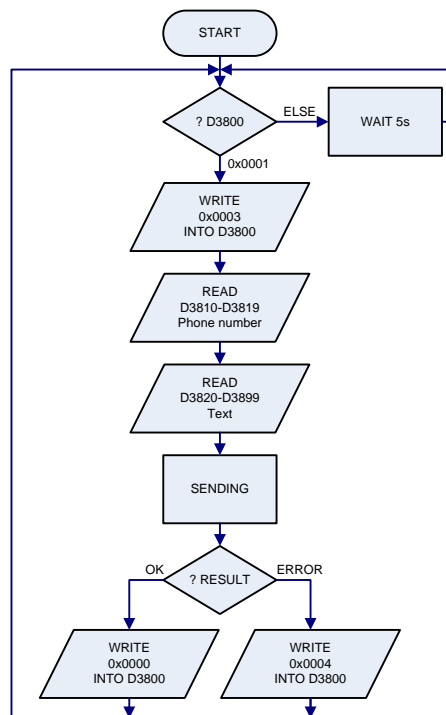 START
? D3800
ELSE
WAIT 5s
0x0001
WRITE
0x0003
INTO D3800
READ
D3810-D3819
Phone number
READ
D3820-D3899
Text
SENDING
OK
? RESULT
ERROR
WRITE
0x0000
INTO D3800
WRITE
0x0004
INTO D3800